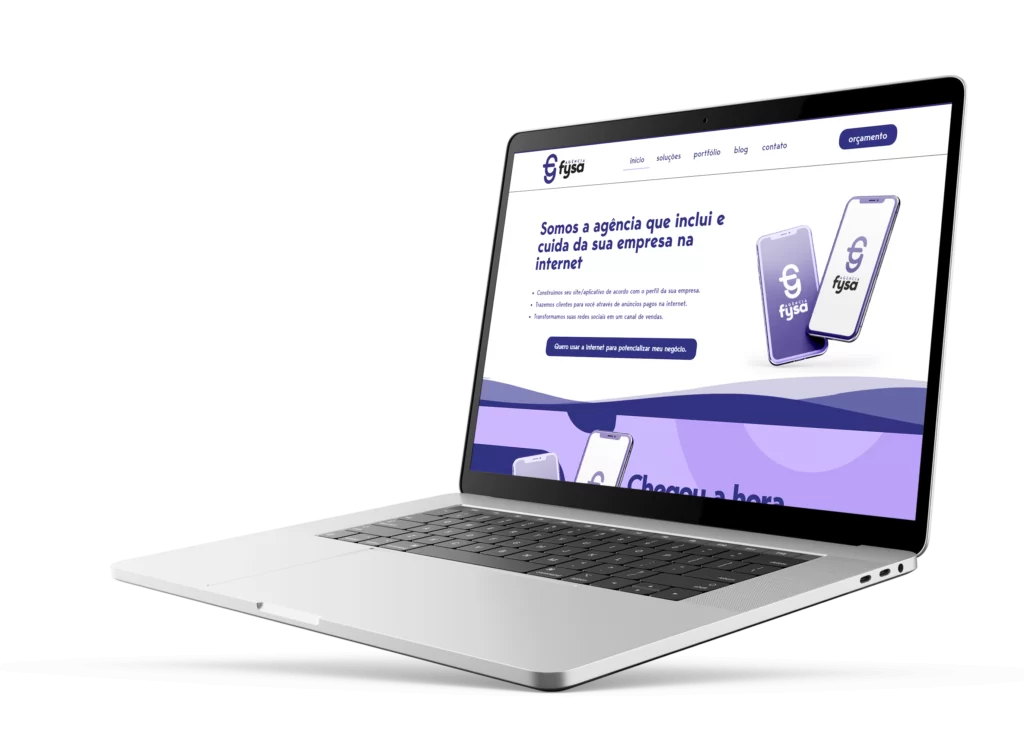 AGÊNCIA
fysa
início soluções portfólio blog contato
orçamento
Somos a agência que inclui e
cuida da sua empresa na
internet
• Construímos seu site/aplicativo de acordo com o perfil da sua empresa.
• Trazemos clientes para você através de anúncios pagos na internet.
• Transformamos suas redes sociais em um canal de vendas.
Quero usar a internet para potencializar meu negócio.
AGÊNCIA
fysa
AGÊNCIA
fysa
Chegou a hora